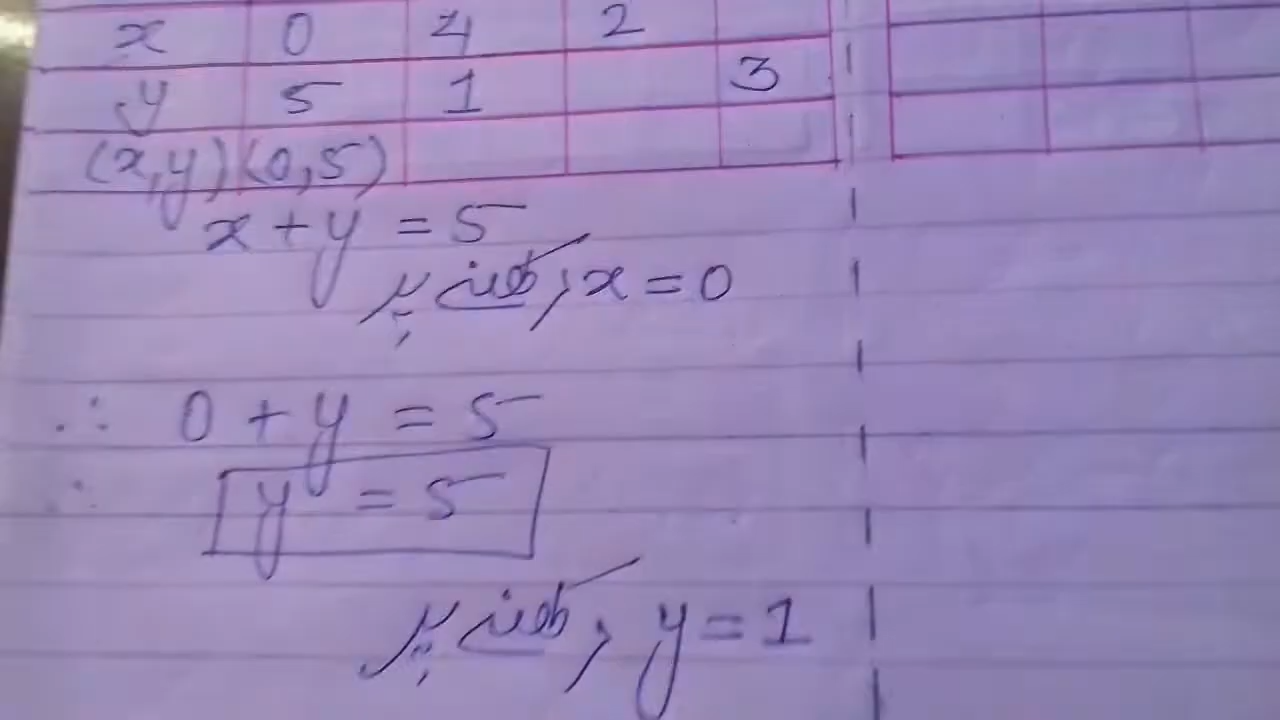 x 0 4 2
y 5 1 3
(x,y) (0,5)
x + y = 5
x = 0 , رکھنے پر
∴ 0 + y = 5
∴ y = 5
y = 1 , رکھنے پر